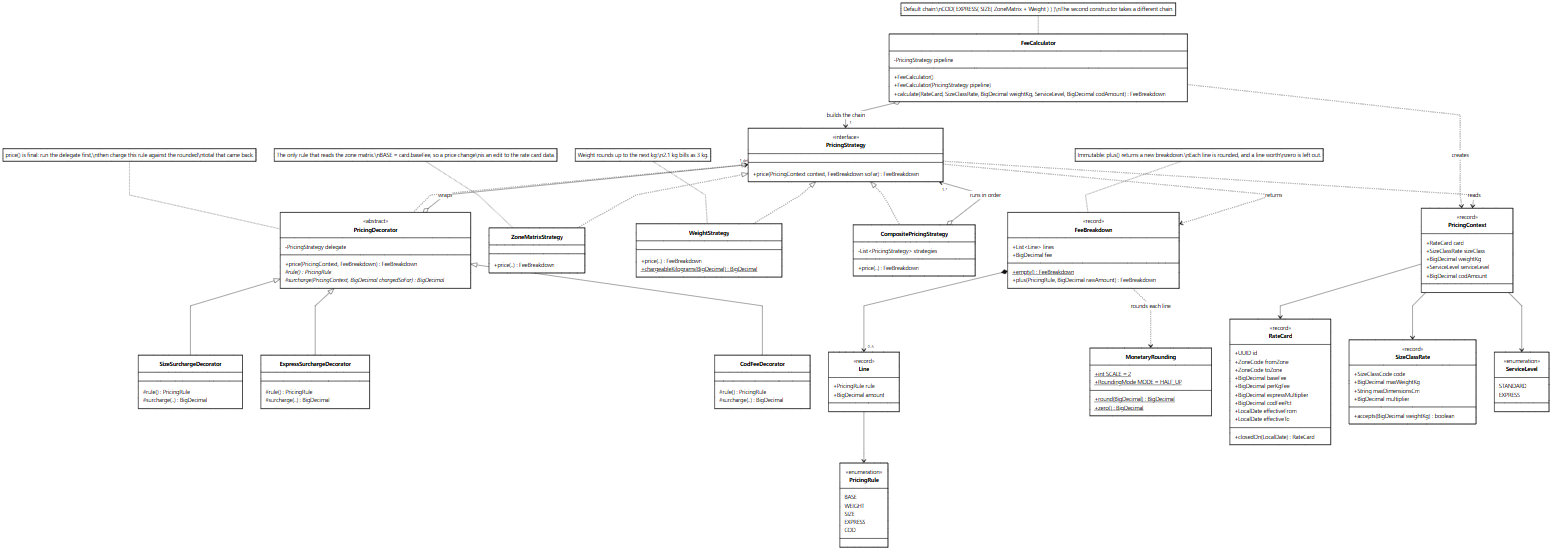 Default chain:\nCOD( EXPRESS( SIZE( ZoneMatrix + Weight ) ) )\nThe second constructor takes a different chain.
FeeCalculator
-PricingStrategy pipeline
+FeeCalculator()
+FeeCalculator(PricingStrategy pipeline)
+calculate(RateCard, SizeClassRate, BigDecimal weightKg, ServiceLevel, BigDecimal codAmount) : FeeBreakdown
builds the chain
1
«interface»
PricingStrategy
+price(PricingContext context, FeeBreakdown soFar) : FeeBreakdown
price() is final: run the delegate first,\nthen charge this rule against the rounded\ntotal that came back.
The only rule that reads the zone matrix.\nBASE = card.baseFee, so a price change\nis an edit to the rate card data.
Weight rounds up to the next kg:\n2.1 kg bills as 3 kg.
Immutable: plus() returns a new breakdown.\nEach line is rounded, and a line worth\nzero is left out.
creates
wraps
runs in order
returns
reads
«abstract»
PricingDecorator
-PricingStrategy delegate
+price(PricingContext, FeeBreakdown) : FeeBreakdown
#rule() : PricingRule
#surcharge(PricingContext, BigDecimal chargedSoFar) : BigDecimal
ZoneMatrixStrategy
+price(..) : FeeBreakdown
WeightStrategy
+price(..) : FeeBreakdown
+chargeableKilograms(BigDecimal) : BigDecimal
CompositePricingStrategy
-List<PricingStrategy> strategies
+price(..) : FeeBreakdown
«record»
FeeBreakdown
+List<Line> lines
+BigDecimal fee
+empty() : FeeBreakdown
+plus(PricingRule, BigDecimal rawAmount) : FeeBreakdown
«record»
PricingContext
+RateCard card
+SizeClassRate sizeClass
+BigDecimal weightKg
+ServiceLevel serviceLevel
+BigDecimal codAmount
rounds each line
SizeSurchargeDecorator
#rule() : PricingRule
#surcharge(..) : BigDecimal
ExpressSurchargeDecorator
#rule() : PricingRule
#surcharge(..) : BigDecimal
CodFeeDecorator
#rule() : PricingRule
#surcharge(..) : BigDecimal
«record»
Line
+PricingRule rule
+BigDecimal amount
MonetaryRounding
+int SCALE = 2
+RoundingMode MODE = HALF_UP
+round(BigDecimal) : BigDecimal
+zero() : BigDecimal
«record»
RateCard
+UUID id
+ZoneCode fromZone
+ZoneCode toZone
+BigDecimal baseFee
+BigDecimal perKgFee
+BigDecimal expressMultiplier
+BigDecimal codFeePct
+LocalDate effectiveFrom
+LocalDate effectiveTo
+closedOn(LocalDate) : RateCard
«record»
SizeClassRate
+SizeClassCode code
+BigDecimal maxWeightKg
+String maxDimensionsCm
+BigDecimal multiplier
+accepts(BigDecimal weightKg) : boolean
«enumeration»
ServiceLevel
STANDARD
EXPRESS
«enumeration»
PricingRule
BASE
WEIGHT
SIZE
EXPRESS
COD